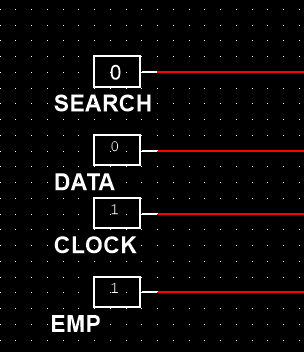 0
SEARCH
0
DATA
1
CLOCK
1
EMP